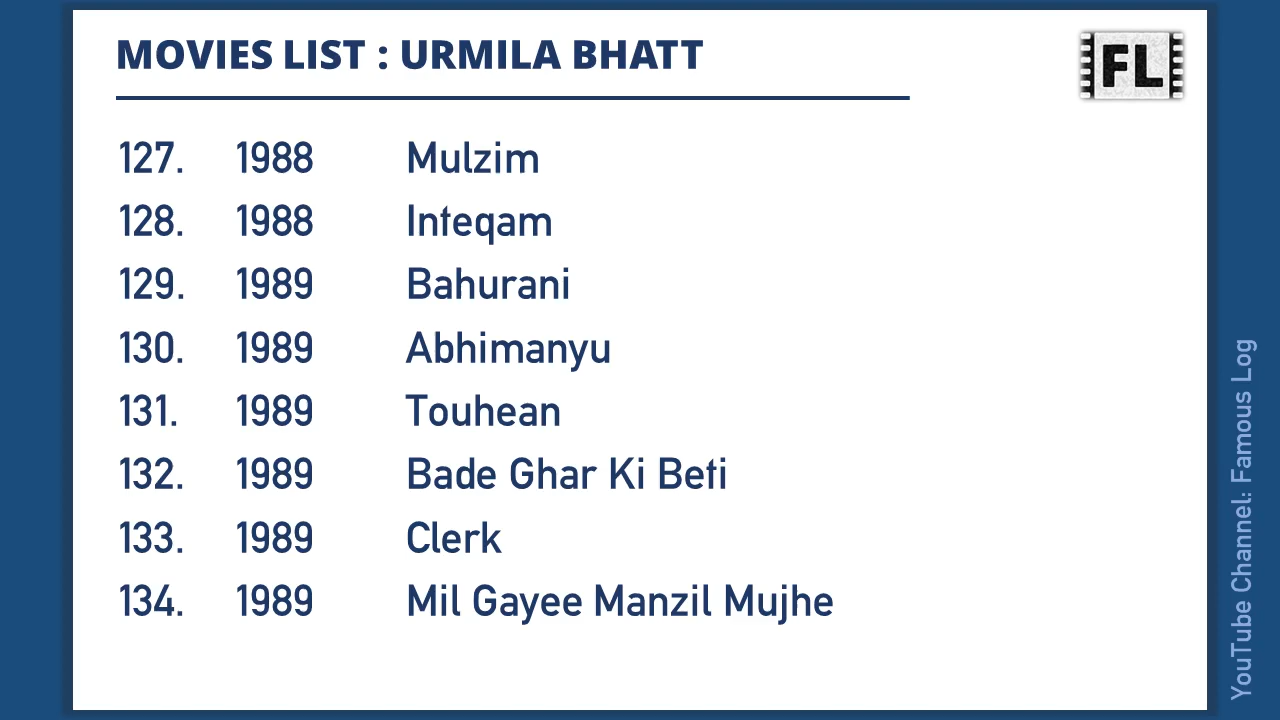 MOVIES LIST : URMILA BHATT
FL
127. 1988 Mulzim
128. 1988 Inteqam
129. 1989 Bahurani
130. 1989 Abhimanyu
131. 1989 Touhean
132. 1989 Bade Ghar Ki Beti
133. 1989 Clerk
134. 1989 Mil Gayee Manzil Mujhe
YouTube Channel: Famous Log